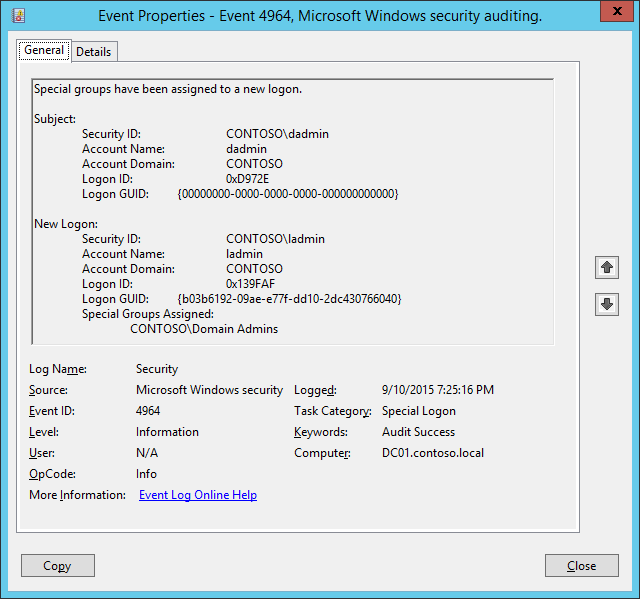 Event Properties - Event 4964, Microsoft Windows security auditing.
x
General Details
Special groups have been assigned to a new logon.
Subject:
Security ID: CONTOSO\dadmin
Account Name: dadmin
Account Domain: CONTOSO
Logon ID: 0xD972E
Logon GUID: {00000000-0000-0000-0000-000000000000}
New Logon:
Security ID: CONTOSO\ladmin
Account Name: ladmin
Account Domain: CONTOSO
Logon ID: 0x139FAF
Logon GUID: {b03b6192-09ae-e77f-dd10-2dc430766040}
Special Groups Assigned:
CONTOSO\Domain Admins
Log Name: Security
Source: Microsoft Windows security Logged: 9/10/2015 7:25:16 PM
Event ID: 4964 Task Category: Special Logon
Level: Information Keywords: Audit Success
User: N/A Computer: DC01.contoso.local
OpCode: Info
More Information: Event Log Online Help
Copy Close